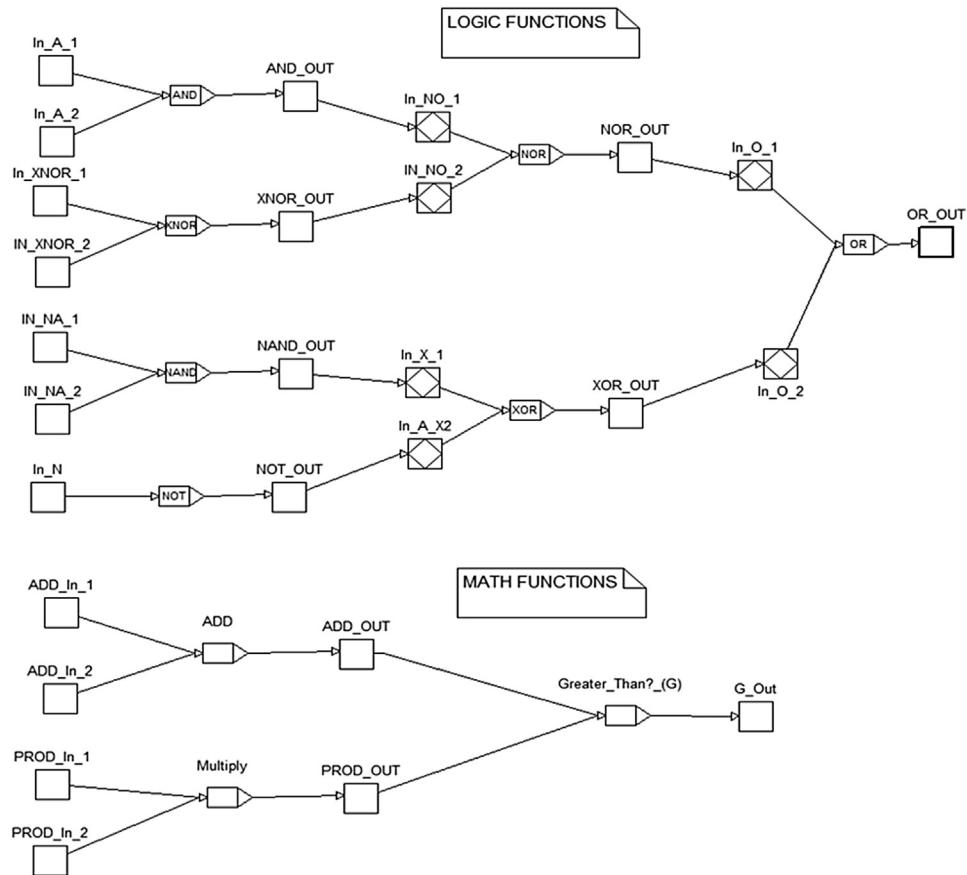 LOGIC FUNCTIONS
In_A_1
AND
AND_OUT
In_A_2
In_NO_1
NOR
NOR_OUT
In_O_1
In_XNOR_1
XNOR
XNOR_OUT
IN_NO_2
IN_XNOR_2
OR
OR_OUT
IN_NA_1
NAND
NAND_OUT
IN_NA_2
In_X_1
XOR
XOR_OUT
In_O_2
In_A_X2
In_N
NOT
NOT_OUT
MATH FUNCTIONS
ADD_In_1
ADD
ADD_OUT
ADD_In_2
Greater_Than?_(G)
G_Out
PROD_In_1
Multiply
PROD_OUT
PROD_In_2